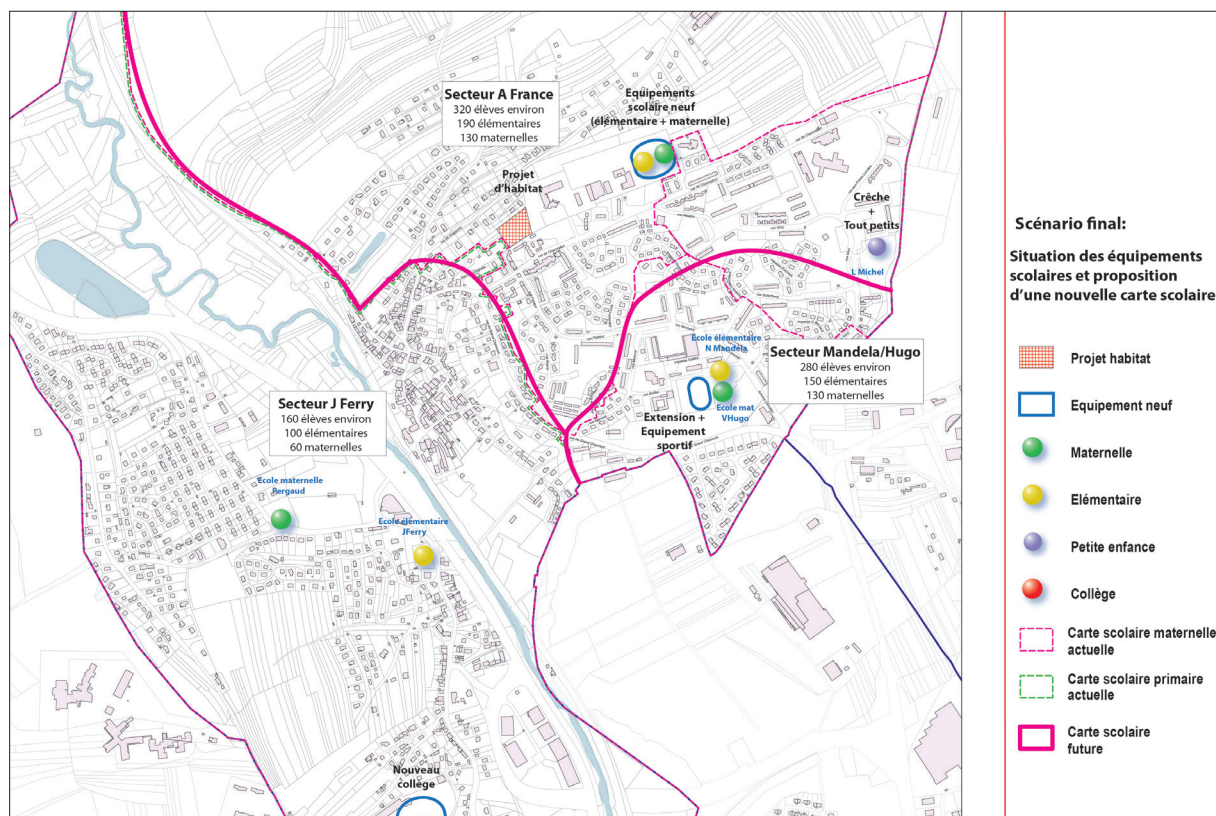 Secteur A France
320 élèves environ
190 élémentaires
130 maternelles
Equipements
scolaire neuf
(élémentaire + maternelle)
Projet
d'habitat
Crêche
+
Tout petits
L Michel
Ecole élémentaire
N Mandela
Secteur Mandela/Hugo
280 élèves environ
150 élémentaires
130 maternelles
Ecole mat
VHugo
Extension +
Equipement
sportif
Secteur J Ferry
160 élèves environ
100 élémentaires
60 maternelles
Ecole maternelle
Pergaud
Ecole élémentaire
JFerry
Nouveau
collège
Scénario final:
Situation des équipements
scolaires et proposition
d'une nouvelle carte scolaire
Projet habitat
Equipement neuf
Maternelle
Elémentaire
Petite enfance
Collège
Carte scolaire maternelle
actuelle
Carte scolaire primaire
actuelle
Carte scolaire
future